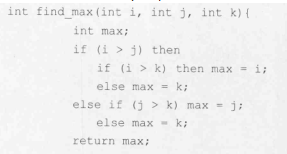 int find_max(int i, int j, int k){
int max;
if (i > j) then
if (i > k) then max = i;
else max = k;
else if (j > k) max = j;
else max = k;
return max;